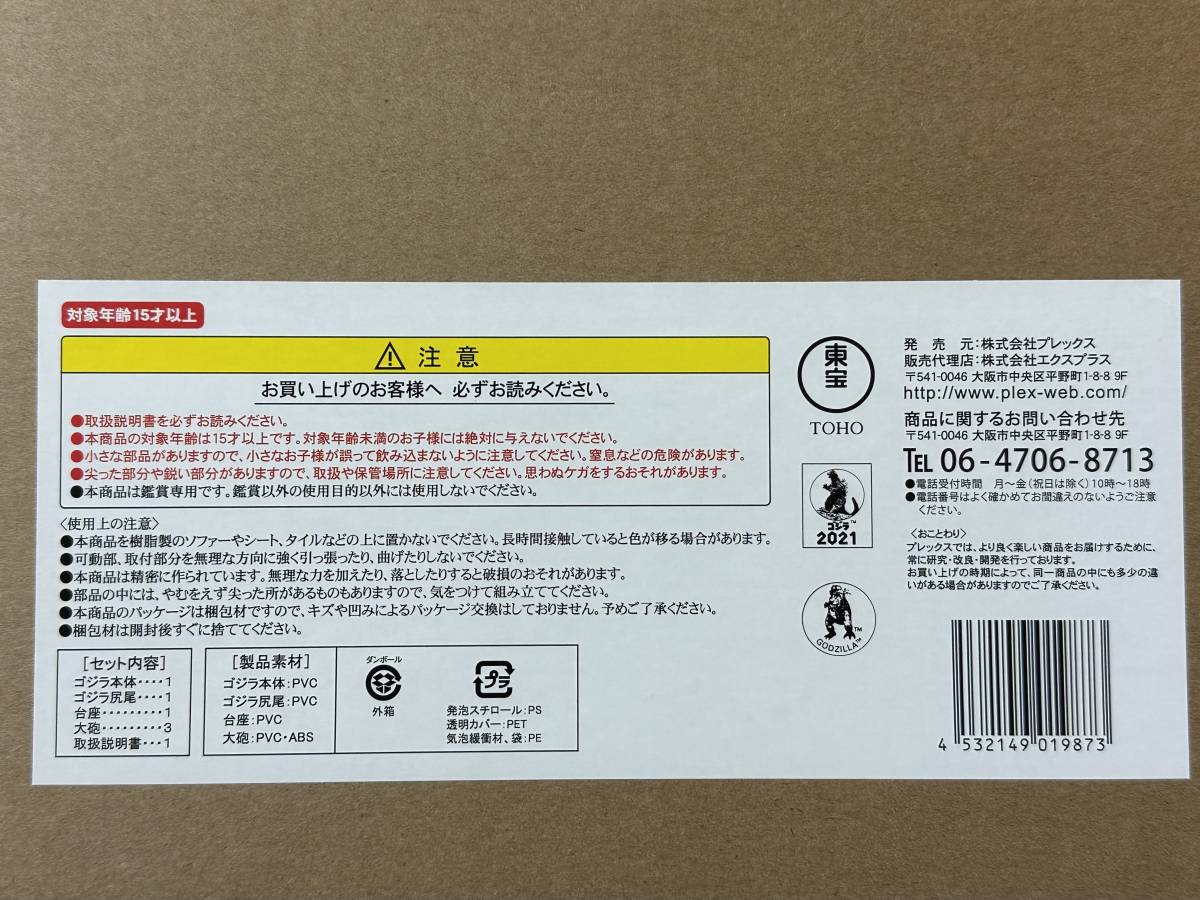 対象年齢15才以上
注意
お買い上げのお客様へ 必ずお読みください。
●取扱説明書を必ずお読みください。
●本商品の対象年齢は15才以上です。対象年齢未満のお子様には絶対に与えないでください。
●小さな部品がありますので、小さなお子様が誤って飲み込まないように注意してください。窒息などの危険があります。
●尖った部分や鋭い部分がありますので、取扱や保管場所に注意してください。思わぬケガをするおそれがあります。
●本商品は鑑賞専用です。鑑賞以外の使用目的以外には使用しないでください。
〈使用上の注意〉
●本商品を樹脂製のソファーやシート、タイルなどの上に置かないでください。長時間接触していると色が移る場合があります。
●可動部、取付部分を無理な方向に強く引っ張ったり、曲げたりしないでください。
●本商品は精密に作られています。無理な力を加えたり、落としたりすると破損のおそれがあります。
●部品の中には、やむをえず尖った所があるものもありますので、気をつけて組み立ててください。
●本商品のパッケージは梱包材ですので、キズや凹みによるパッケージ交換はしておりません。予めご了承ください。
●梱包材は開封後すぐに捨ててください。
[セット内容]
ゴジラ本体････1
ゴジラ尻尾････1
台座･････････1
大砲･････････3
取扱説明書･･･1
[製品素材]
ゴジラ本体:PVC
ゴジラ尻尾:PVC
台座:PVC
大砲:PVC・ABS
ダンボール
外箱
プラ
発泡スチロール:PS
透明カバー:PET
気泡緩衝材、袋:PE
東宝
TOHO
ゴジラ™
2021
GODZILLA™
発売元:株式会社プレックス
販売代理店:株式会社エクスプラス
〒541-0046 大阪市中央区平野町1-8-8 9F
http://www.plex-web.com/
商品に関するお問い合わせ先
〒541-0046 大阪市中央区平野町1-8-8 9F
TEL 06-4706-8713
●電話受付時間 月～金(祝日は除く)10時～18時
●電話番号はよく確かめてお間違えのないようご注意
ください。
〈おことわり〉
プレックスでは、より良く楽しい商品をお届けするために、
常に研究・改良・開発を行っております。
お買い上げの時期によって、同一商品の中にも多少の違
いがある場合がありますのでご了承ください。
4 532149 019873